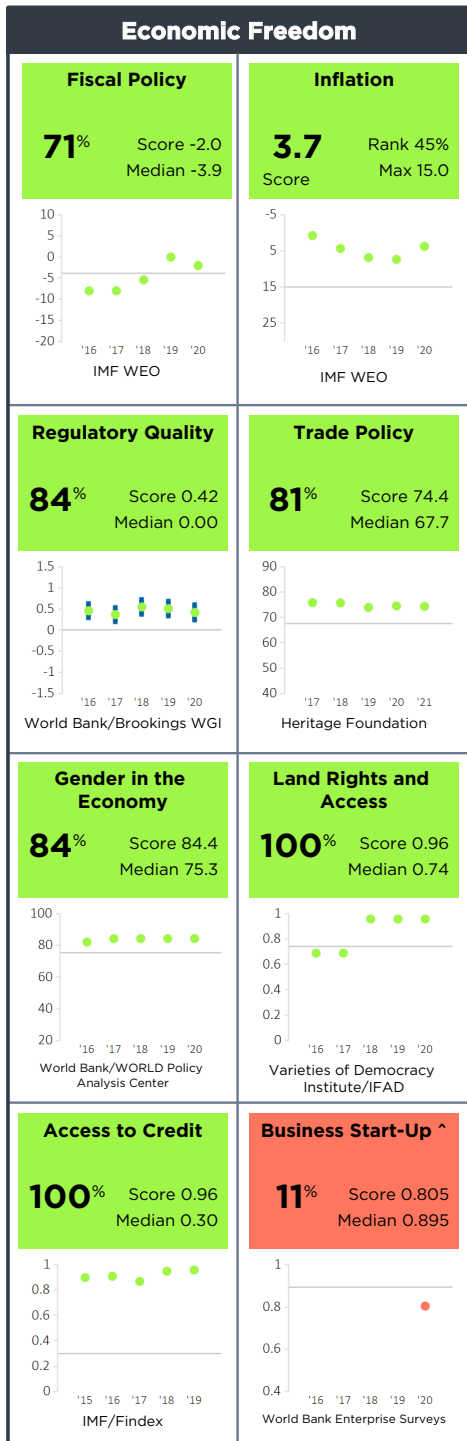 Economic Freedom
Fiscal Policy
71%
Score -2.0
Median -3.9
10
5
0
-5
-10
-15
-20
'16 '17 '18 '19 '20
IMF WEO
Inflation
3.7
Score
Rank 45%
Max 15.0
-5
5
15
25
'16 '17 '18 '19 '20
IMF WEO
Regulatory Quality
84%
Score 0.42
Median 0.00
1.5
1
0.5
0
-0.5
-1
-1.5
'16 '17 '18 '19 '20
World Bank/Brookings WGI
Trade Policy
81%
Score 74.4
Median 67.7
90
80
70
60
50
40
'17 '18 '19 '20 '21
Heritage Foundation
Gender in the
Economy
84%
Score 84.4
Median 75.3
100
80
60
40
20
'16 '17 '18 '19 '20
World Bank/WORLD Policy
Analysis Center
Land Rights and
Access
100%
Score 0.96
Median 0.74
1
0.8
0.6
0.4
0.2
0
'16 '17 '18 '19 '20
Varieties of Democracy
Institute/IFAD
Access to Credit
100%
Score 0.96
Median 0.30
1
0.8
0.6
0.4
0.2
0
'15 '16 '17 '18 '19
IMF/Findex
Business Start-Up ^
11%
Score 0.805
Median 0.895
1
0.8
0.6
0.4
'16 '17 '18 '19 '20
World Bank Enterprise Surveys